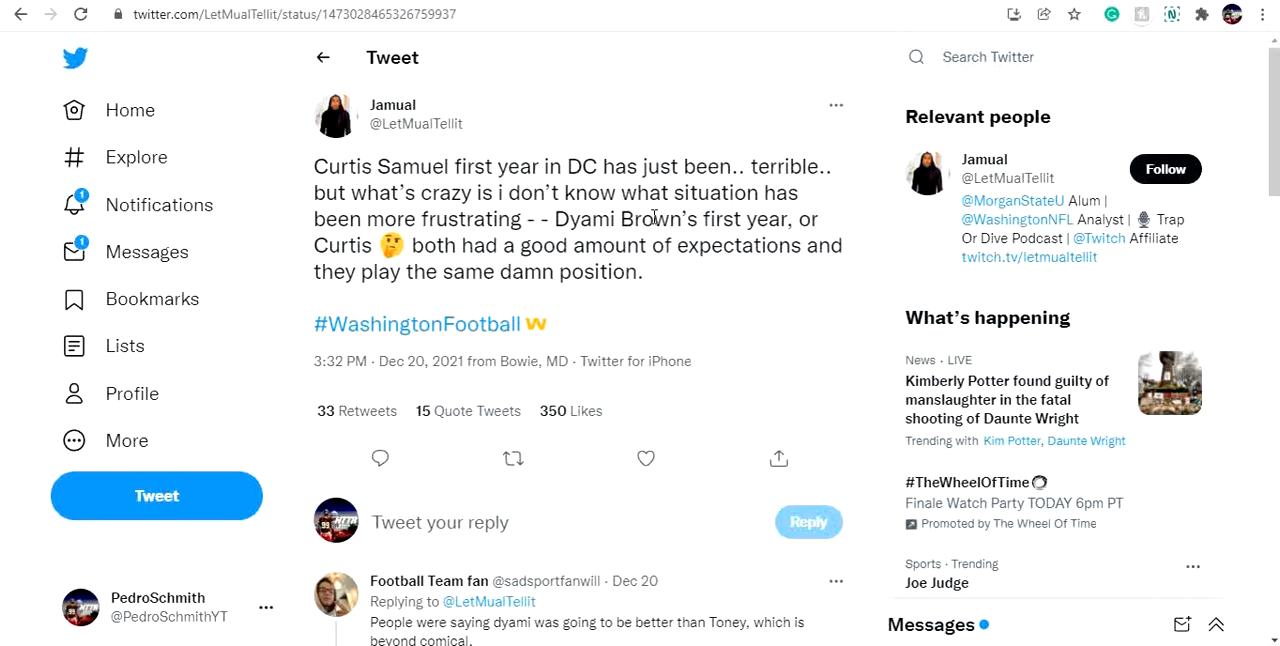 twitter.com/LetMualTellit/status/1473028465326759937
Home
Explore
1
Notifications
1
Messages
Bookmarks
Lists
Profile
More
Tweet
PedroSchmith
@PedroSchmithYT
Tweet
Jamual
@LetMualTellit
Curtis Samuel first year in DC has just been.. terrible..
but what's crazy is i don't know what situation has
been more frustrating - - Dyami Brown's first year, or
Curtis 🤔 both had a good amount of expectations and
they play the same damn position.
#WashingtonFootball
3:32 PM · Dec 20, 2021 from Bowie, MD · Twitter for iPhone
33 Retweets 15 Quote Tweets 350 Likes
Tweet your reply
Reply
Football Team fan @sadsportfanwill · Dec 20
Replying to @LetMualTellit
People were saying dyami was going to be better than Toney, which is
beyond comical.
Search Twitter
Relevant people
Jamual
@LetMualTellit
Follow
@MorganStateU Alum |
@WashingtonNFL Analyst | 🎙 Trap
Or Dive Podcast | @Twitch Affiliate
twitch.tv/letmualtellit
What's happening
News · LIVE
Kimberly Potter found guilty of
manslaughter in the fatal
shooting of Daunte Wright
Trending with Kim Potter, Daunte Wright
#TheWheelOfTime
Finale Watch Party TODAY 6pm PT
Promoted by The Wheel Of Time
Sports · Trending
Joe Judge
Messages